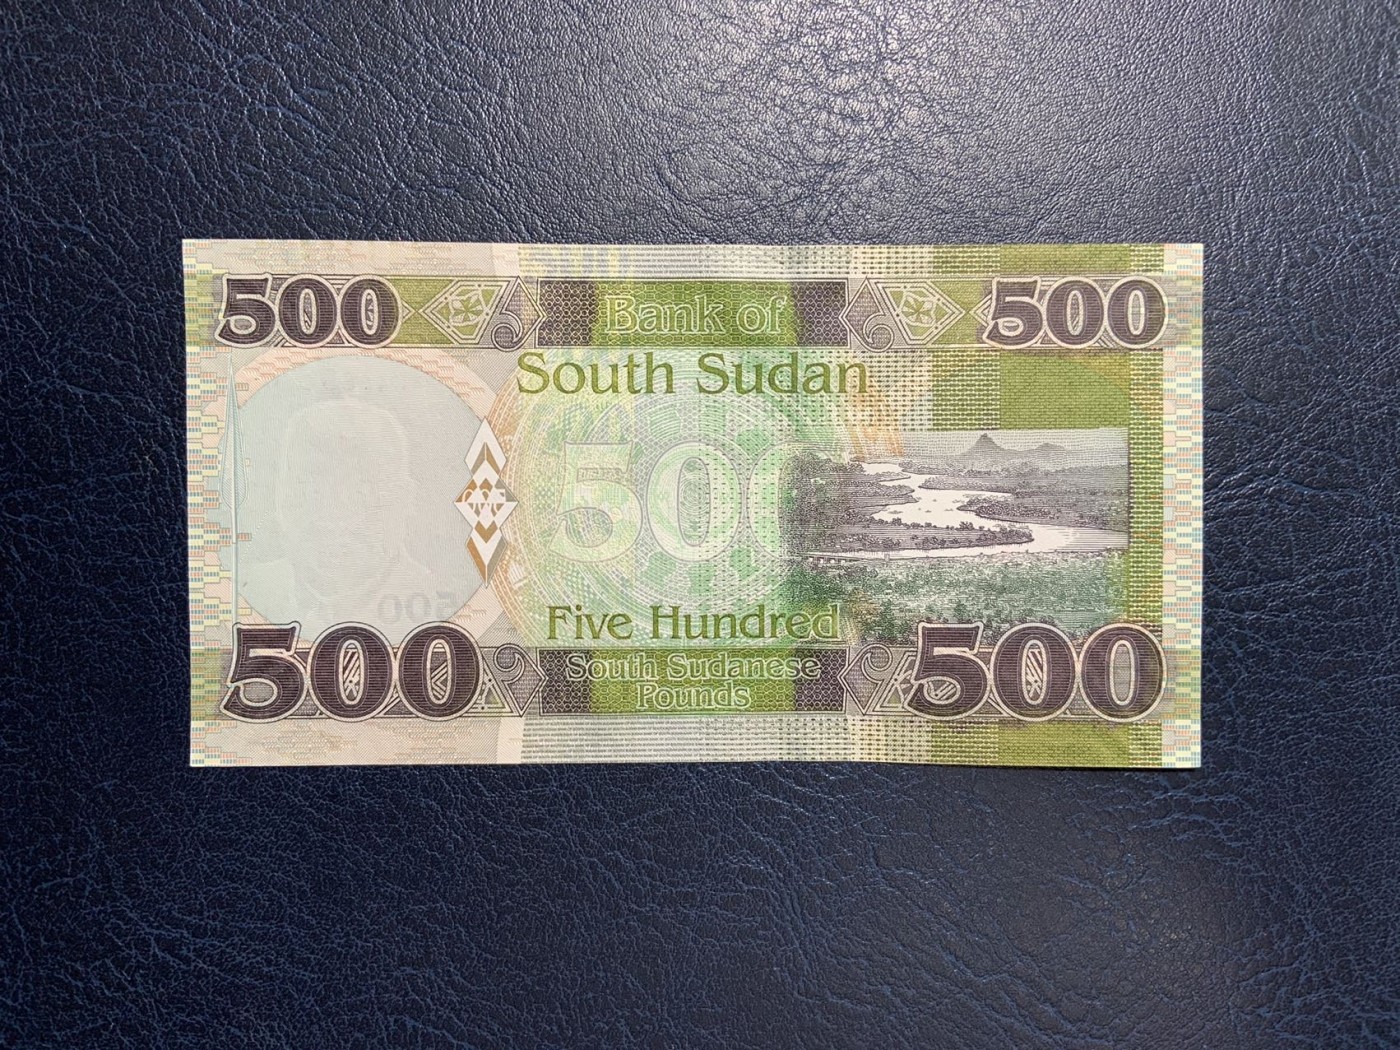 500
Bank of
500
South Sudan
500
Five Hundred
500
South Sudanese
Pounds
500